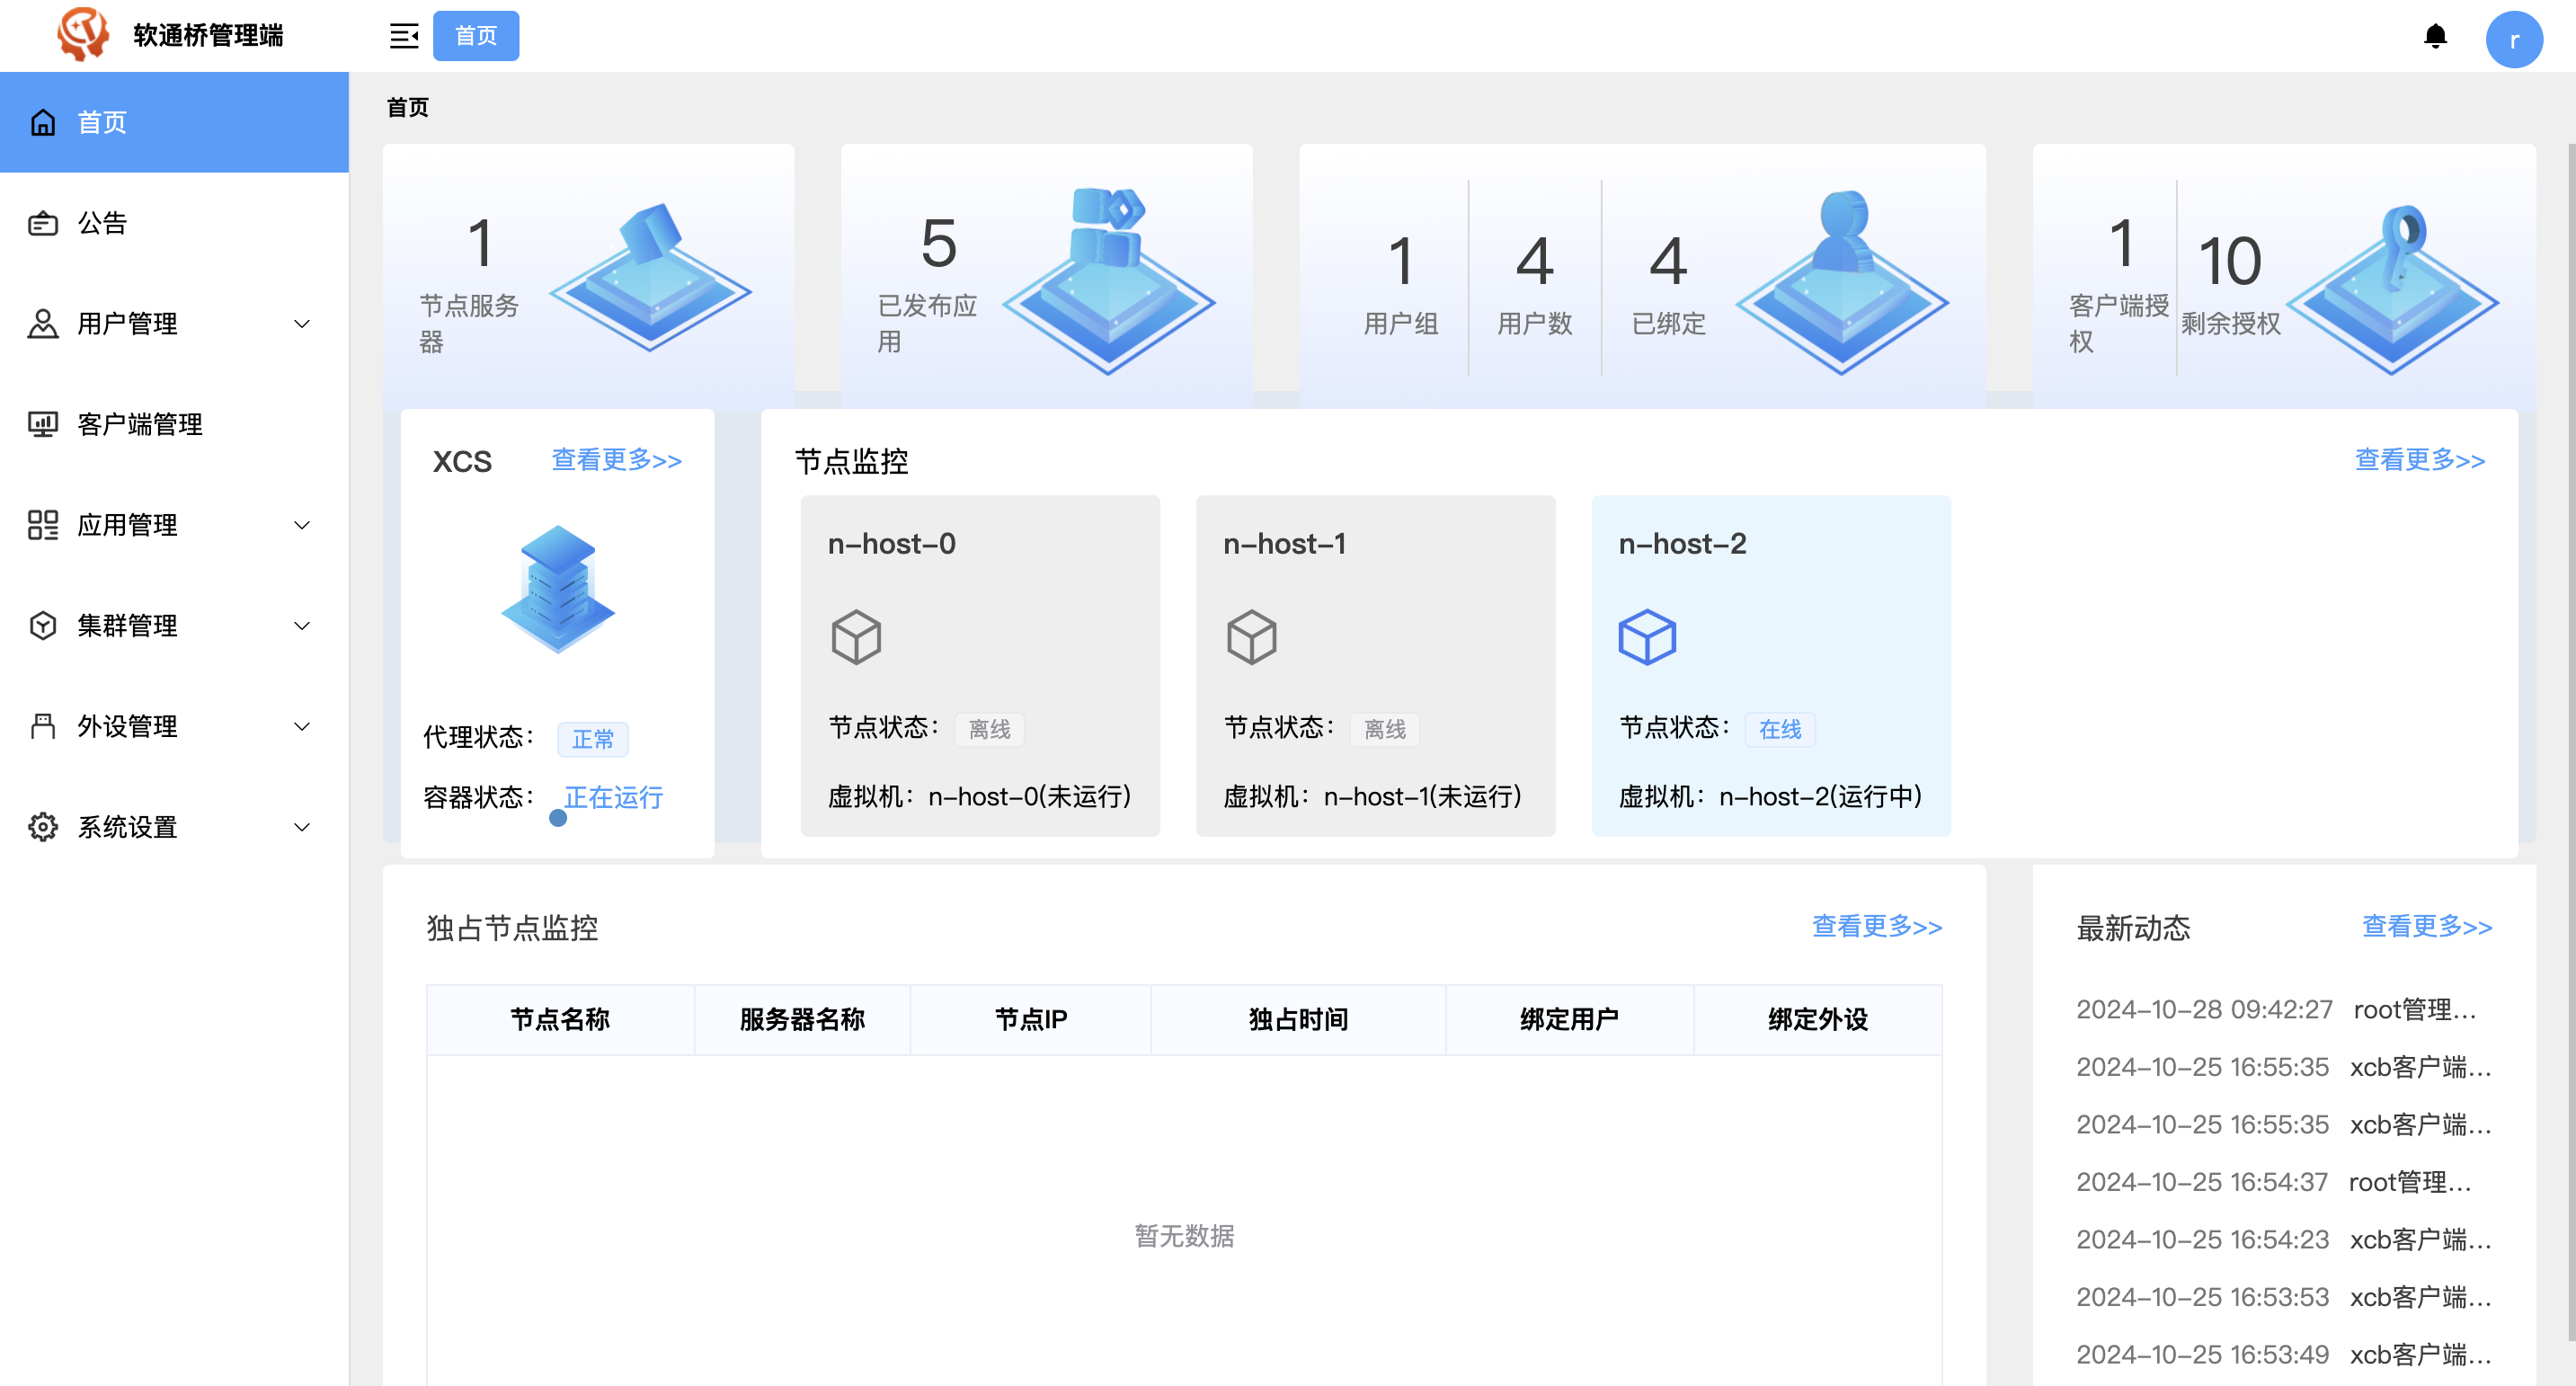 软通桥管理端
首页
r
首页
公告
用户管理
客户端管理
应用管理
集群管理
外设管理
系统设置
首页
1
节点服务
器
5
已发布应
用
1
用户组
4
用户数
4
已绑定
1
客户端授
权
10
剩余授权
XCS 查看更多>>
代理状态： 正常
容器状态： 正在运行
节点监控 查看更多>>
n-host-0
节点状态： 离线
虚拟机：n-host-0(未运行)
n-host-1
节点状态： 离线
虚拟机：n-host-1(未运行)
n-host-2
节点状态： 在线
虚拟机：n-host-2(运行中)
独占节点监控 查看更多>>
节点名称 服务器名称 节点IP 独占时间 绑定用户 绑定外设
暂无数据
最新动态 查看更多>>
2024-10-28 09:42:27 root管理...
2024-10-25 16:55:35 xcb客户端...
2024-10-25 16:55:35 xcb客户端...
2024-10-25 16:54:37 root管理...
2024-10-25 16:54:23 xcb客户端...
2024-10-25 16:53:53 xcb客户端...
2024-10-25 16:53:49 xcb客户端...